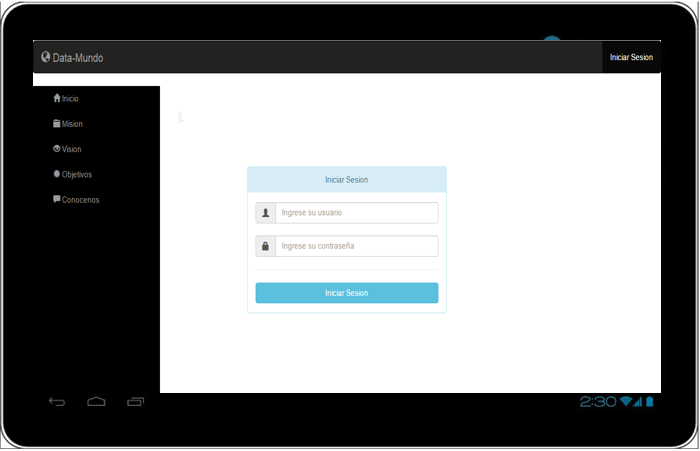 Data-Mundo
Iniciar Sesion
Inicio
Mision
Vision
Objetivos
Conocenos
Iniciar Sesion
Ingrese su usuario
Ingrese su contraseña
Iniciar Sesion
2:30